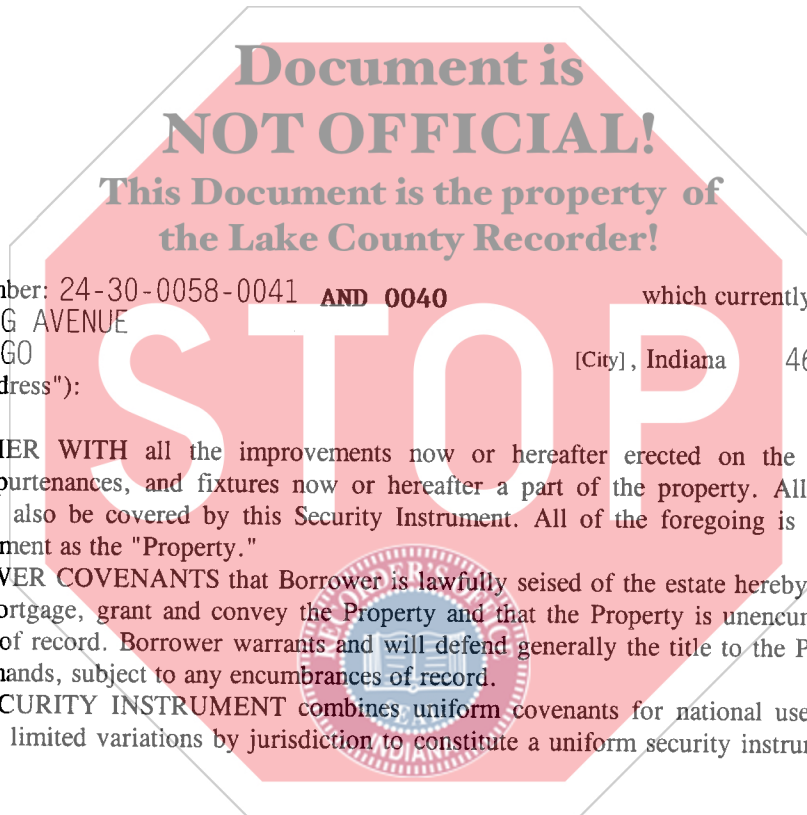 Document is
NOT OFFICIAL!
This Document is the property of
the Lake County Recorder!
nber: 24-30-0058-0041 AND 0040 which currently
G AVENUE
GO [City], Indiana 46
dress"):
STOP
IER WITH all the improvements now or hereafter erected on the
purtenances, and fixtures now or hereafter a part of the property. All
also be covered by this Security Instrument. All of the foregoing is
ment as the "Property."
VER COVENANTS that Borrower is lawfully seised of the estate hereby
ortgage, grant and convey the Property and that the Property is unencur
of record. Borrower warrants and will defend generally the title to the P
nands, subject to any encumbrances of record.
CURITY INSTRUMENT combines uniform covenants for national use
limited variations by jurisdiction to constitute a uniform security instru
SEAL
INDIANA